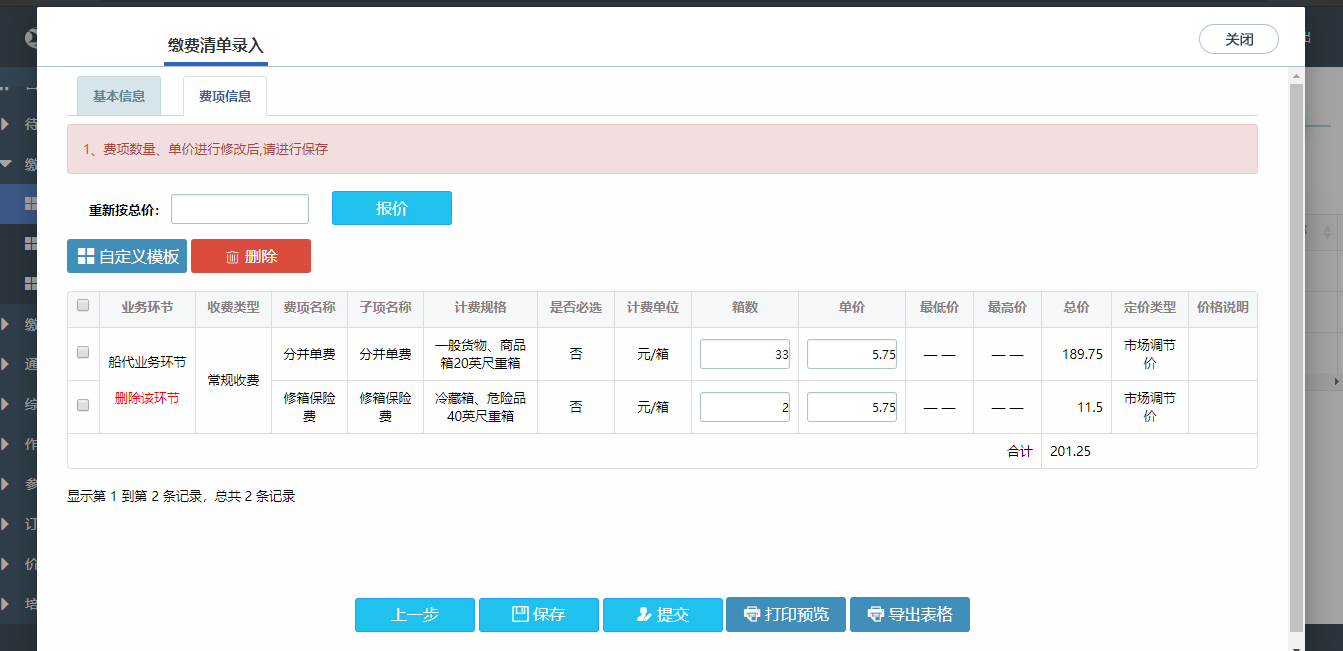 缴费清单录入
关闭
基本信息
费项信息
1、费项数量、单价进行修改后,请进行保存
重新按总价:
报价
自定义模板
删除
业务环节 收费类型 费项名称 子项名称 计费规格 是否必选 计费单位 箱数 单价 最低价 最高价 总价 定价类型 价格说明
船代业务环节
删除该环节
常规收费
分并单费 分并单费 一般货物、商品
箱20英尺重箱
否 元/箱 33 5.75 — — — — 189.75 市场调节
价
修箱保险
费
修箱保险
费
冷藏箱、危险品
40英尺重箱
否 元/箱 2 5.75 — — — — 11.5 市场调节
价
合计 201.25
显示第 1 到第 2 条记录，总共 2 条记录
上一步
保存
提交
打印预览
导出表格
待
缴
缴
通
综
作
参
订
价
培